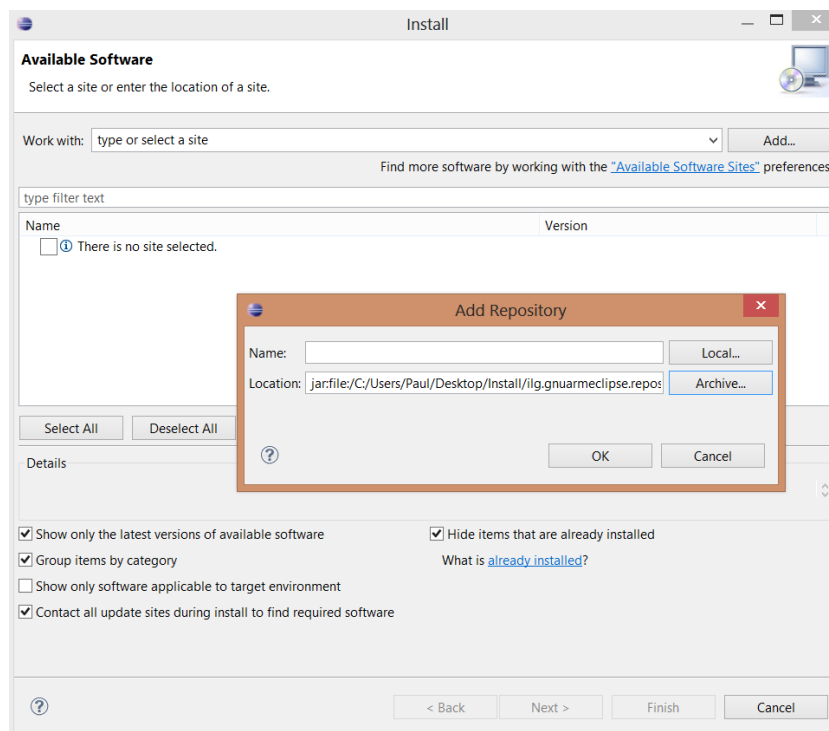 Install
Available Software
Select a site or enter the location of a site.
Work with: type or select a site Add...
Find more software by working with the "Available Software Sites" preferences
type filter text
Name Version
There is no site selected.
Add Repository
Name: Local...
Location: jar:file:/C:/Users/Paul/Desktop/Install/ilg.gnuarmeclipse.repos Archive...
OK Cancel
Select All Deselect All
Details
Show only the latest versions of available software Hide items that are already installed
Group items by category What is already installed?
Show only software applicable to target environment
Contact all update sites during install to find required software
< Back Next > Finish Cancel